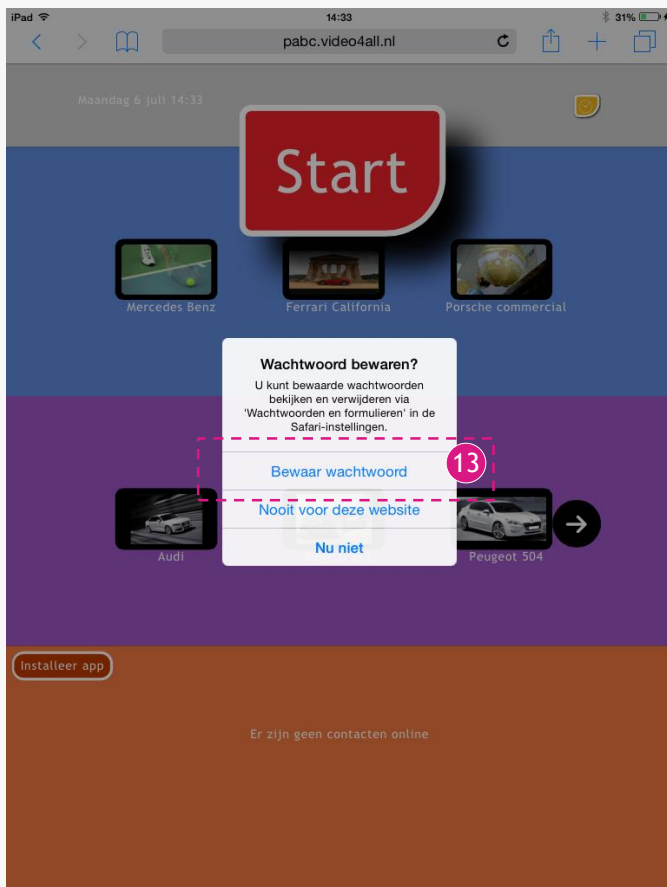 iPad 14:33 31%
pabc.video4all.nl
Maandag 6 juli 14:33
Start
Mercedes Benz Ferrari California Porsche commercial
Wachtwoord bewaren?
U kunt bewaarde wachtwoorden
bekijken en verwijderen via
'Wachtwoorden en formulieren' in de
Safari-instellingen.
Bewaar wachtwoord 13
Nooit voor deze website
Nu niet
Audi Peugeot 504
Installeer app
Er zijn geen contacten online